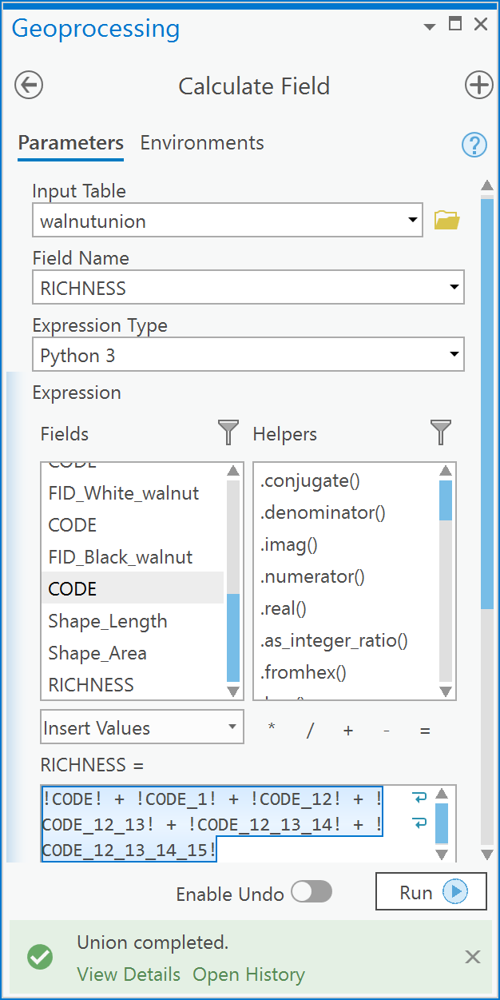 Geoprocessing
Calculate Field
Parameters Environments
?
Input Table
walnutunion
Field Name
RICHNESS
Expression Type
Python 3
Expression
Fields Helpers
CODE
FID_White_walnut
CODE
FID_Black_walnut
CODE
Shape_Length
Shape_Area
RICHNESS
.conjugate()
.denominator()
.imag()
.numerator()
.real()
.as_integer_ratio()
.fromhex()
Insert Values * / + - =
RICHNESS =
!CODE! + !CODE_1! + !CODE_12! + !
CODE_12_13! + !CODE_12_13_14! + !
CODE_12_13_14_15!
Enable Undo Run
Union completed.
View Details Open History